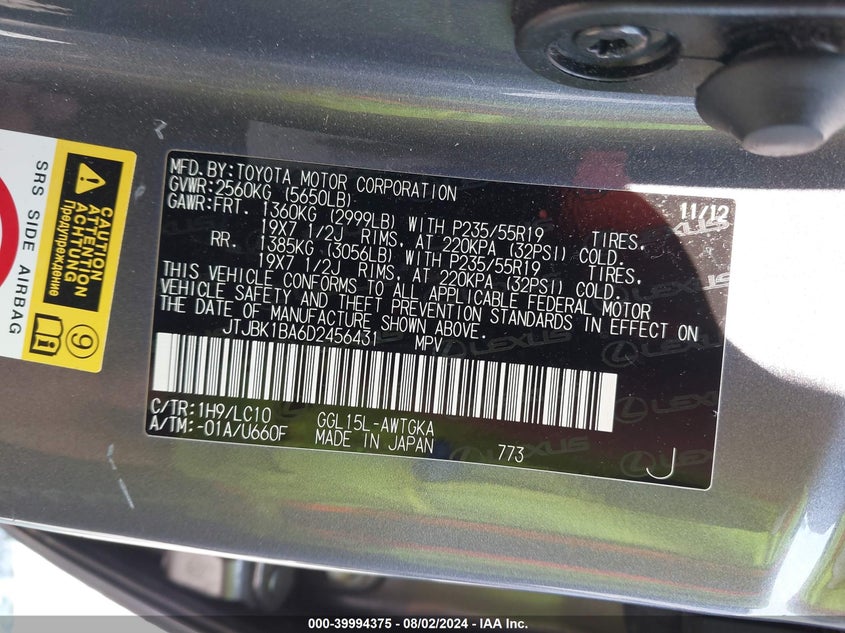 SRS SIDE AIRBAG
CAUTION
ATTENTION
ACHTUNG
Предупреждение
9
MFD. BY:TOYOTA MOTOR CORPORATION 11/12
GVWR:2560KG (5650LB)
GAWR:FRT. 1360KG (2999LB) WITH P235/55R19 TIRES,
19X7 1/2J RIMS, AT 220KPA (32PSI) COLD.
RR. 1385KG (3056LB) WITH P235/55R19 TIRES,
19X7 1/2J RIMS, AT 220KPA (32PSI) COLD.
THIS VEHICLE CONFORMS TO ALL APPLICABLE FEDERAL MOTOR
VEHICLE SAFETY AND THEFT PREVENTION STANDARDS IN EFFECT ON
THE DATE OF MANUFACTURE SHOWN ABOVE.
JTJBK1BA6D2456431 MPV
LEXUS
C/TR:1H9/LC10 GGL15L-AWTGKA
A/TM:-01A/U660F MADE IN JAPAN 773
LEXUS
J
000-39994375 - 08/02/2024 - IAA Inc.